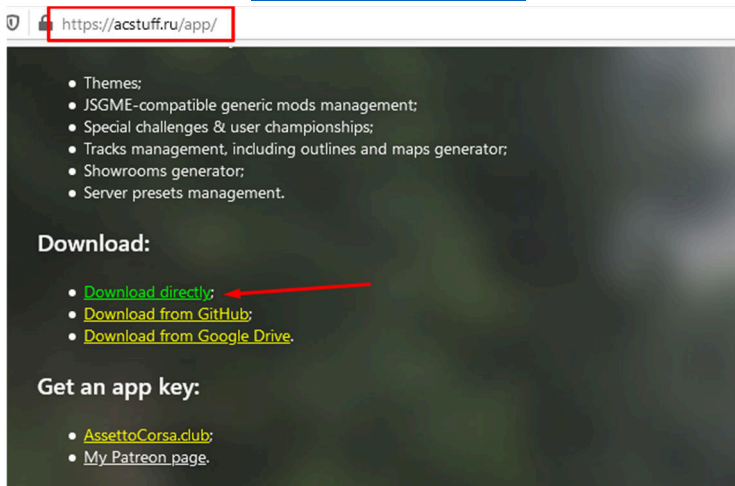 https://acstuff.ru/app/
Themes;
JSGME-compatible generic mods management;
Special challenges & user championships;
Tracks management, including outlines and maps generator;
Showrooms generator;
Server presets management.
Download:
Download directly;
Download from GitHub;
Download from Google Drive.
Get an app key:
AssettoCorsa.club;
My Patreon page.